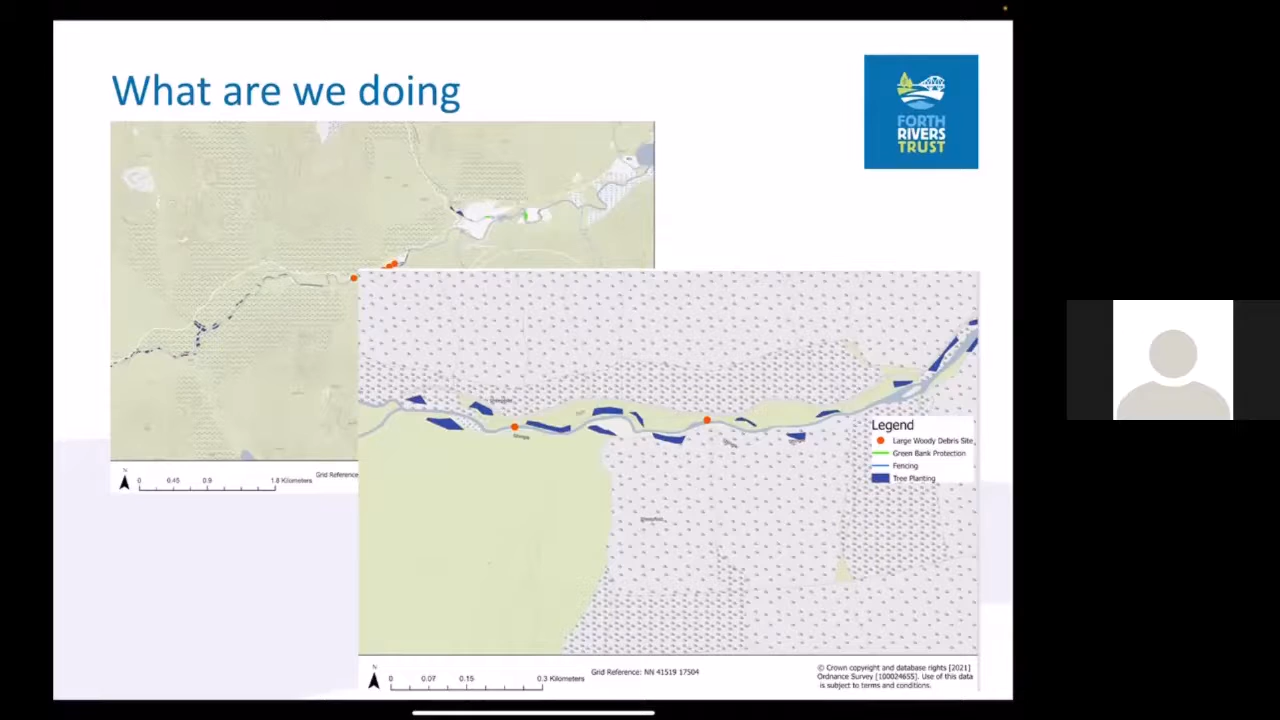 What are we doing
FORTH
RIVERS
TRUST
N
0 0.45 0.9 1.8 Kilometers
Grid Reference
Legend
Large Woody Debris Site
Green Bank Protection
Fencing
Tree Planting
N
0 0.07 0.15 0.3 Kilometers
Grid Reference: NN 41519 17504
© Crown copyright and database rights [2021]
Ordnance Survey [100024655]. Use of this data
is subject to terms and conditions.